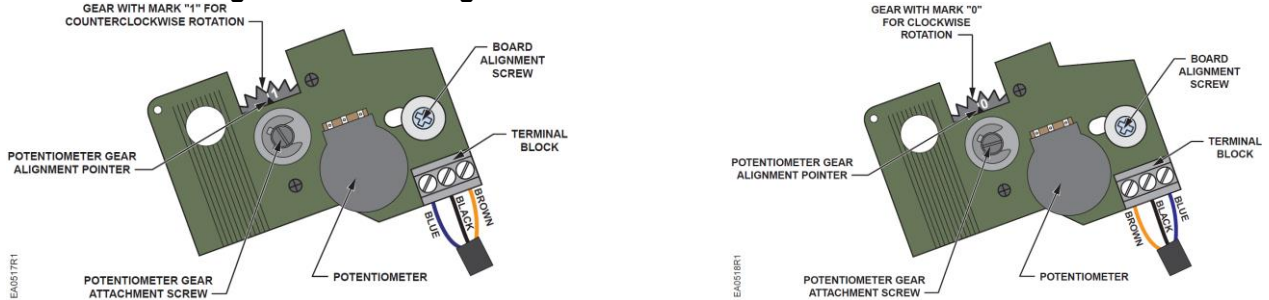 GEAR WITH MARK "1" FOR
COUNTERCLOCKWISE ROTATION
BOARD
ALIGNMENT
SCREW
1
TERMINAL
BLOCK
POTENTIOMETER GEAR
ALIGNMENT POINTER
BLUE
BLACK
BROWN
POTENTIOMETER
POTENTIOMETER GEAR
ATTACHMENT SCREW
EA0517R1
GEAR WITH MARK "0"
FOR CLOCKWISE
ROTATION
BOARD
ALIGNMENT
SCREW
0
TERMINAL
BLOCK
POTENTIOMETER GEAR
ALIGNMENT POINTER
BROWN
BLACK
BLUE
POTENTIOMETER
POTENTIOMETER GEAR
ATTACHMENT SCREW
EA0518R1